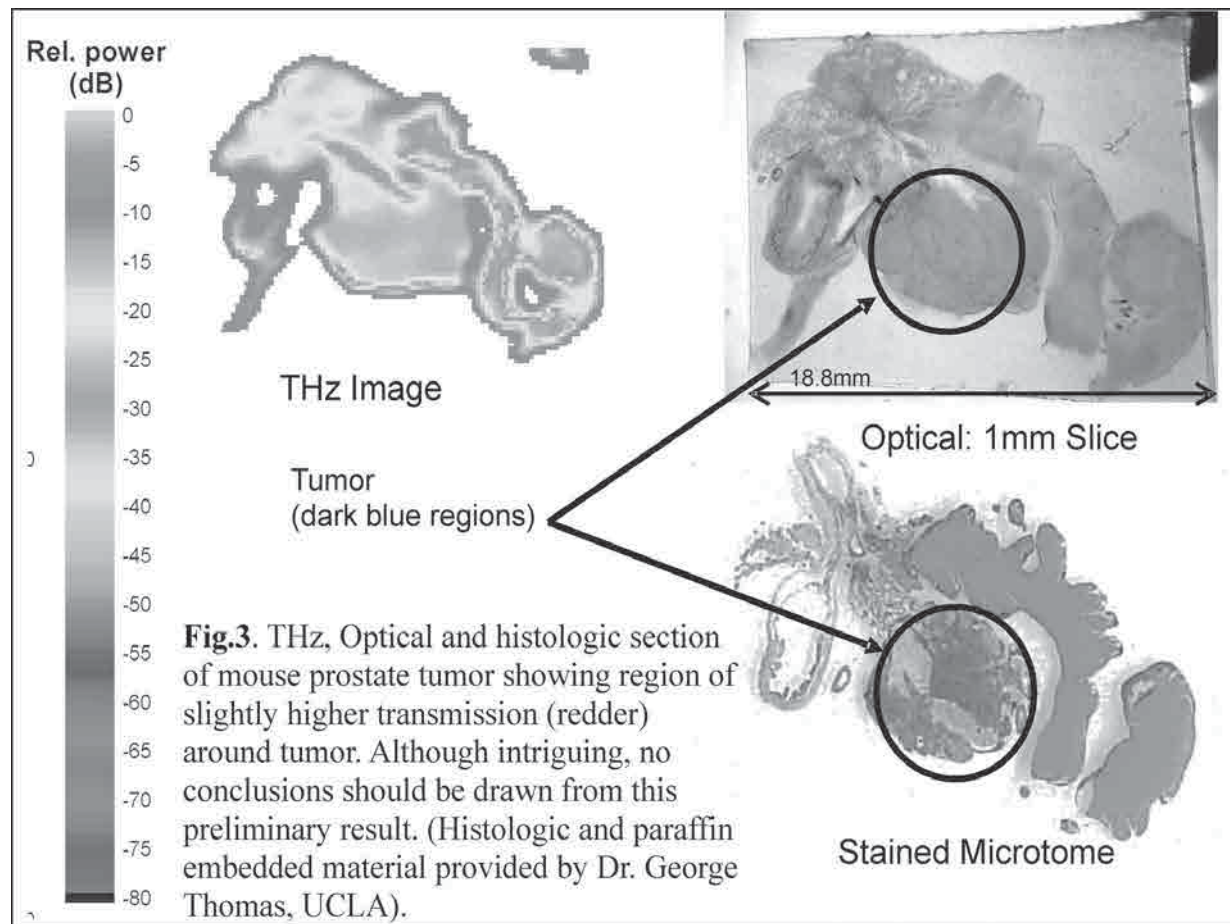 Rel. power
(dB)
0
-5
-10
-15
-20
-25
-30
-35
-40
-45
-50
-55
-60
-65
-70
-75
-80
THz Image
18.8mm
Optical: 1mm Slice
Tumor
(dark blue regions)
Fig.3. THz, Optical and histologic section
of mouse prostate tumor showing region of
slightly higher transmission (redder)
around tumor. Although intriguing, no
conclusions should be drawn from this
preliminary result. (Histologic and paraffin
embedded material provided by Dr. George
Thomas, UCLA).
Stained Microtome